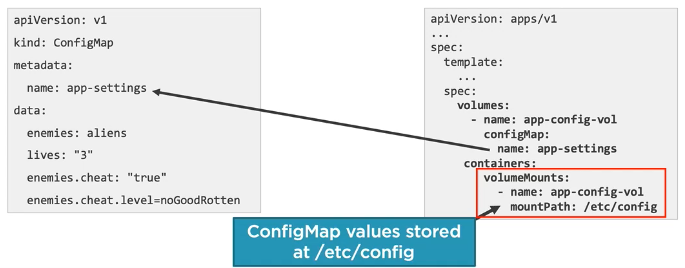 apiVersion: v1
kind: ConfigMap
metadata:
name: app-settings
data:
enemies: aliens
lives: "3"
enemies.cheat: "true"
enemies.cheat.level=noGoodRotten
apiVersion: apps/v1
...
spec:
template:
...
spec:
volumes:
- name: app-config-vol
configMap:
name: app-settings
containers:
volumeMounts:
- name: app-config-vol
mountPath: /etc/config
ConfigMap values stored
at /etc/config